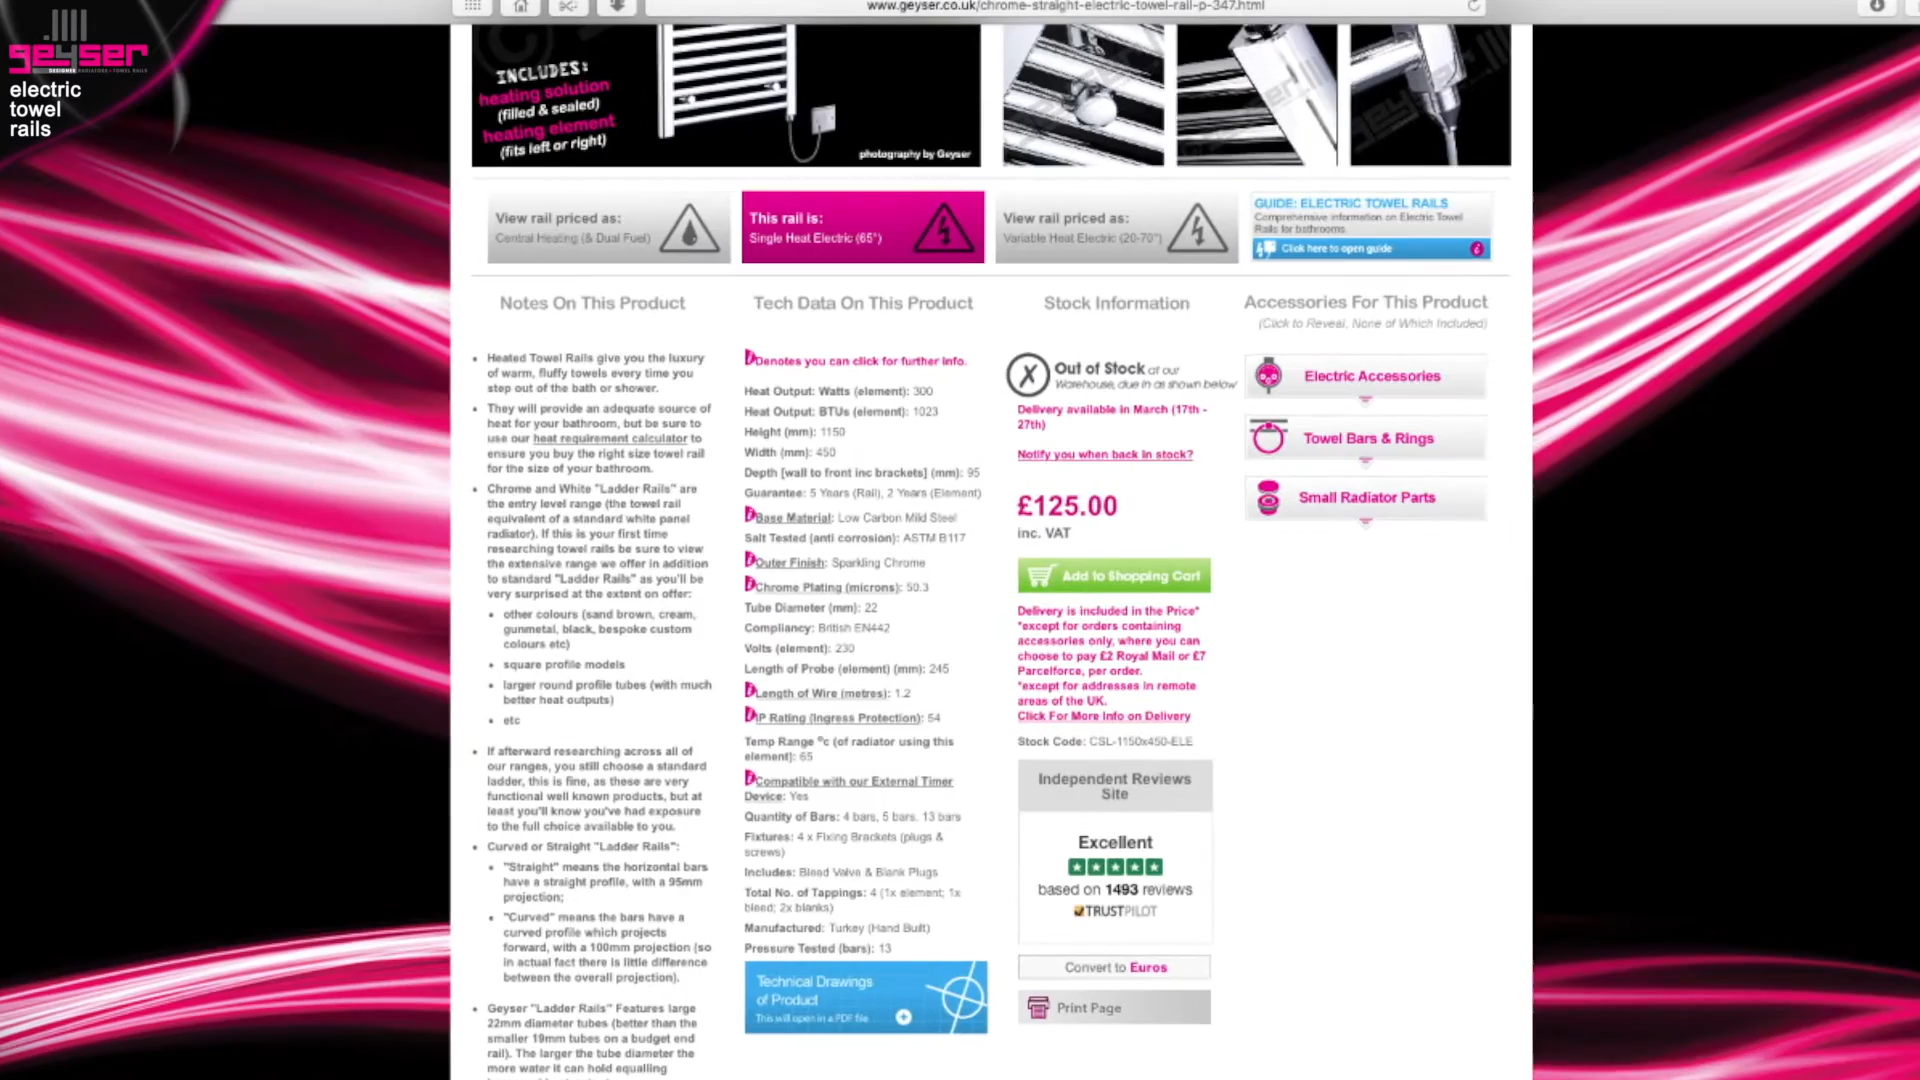 www.geyser.co.uk/chrome-straight-electric-towel-rail-p-347.html
geyser
DESIGNER RADIATORS + TOWEL RAILS
electric
towel
rails
INCLUDES:
heating solution
(filled & sealed)
heating element
(fits left or right)
photography by Geyser
View rail priced as:
Central Heating (& Dual Fuel)
This rail is:
Single Heat Electric (65°)
View rail priced as:
Variable Heat Electric (20-70°)
GUIDE: ELECTRIC TOWEL RAILS
Comprehensive information on Electric Towel
Rails for bathrooms
Click here to open guide
Notes On This Product
Heated Towel Rails give you the luxury
of warm, fluffy towels every time you
step out of the bath or shower.
They will provide an adequate source of
heat for your bathroom, but be sure to
use our heat requirement calculator to
ensure you buy the right size towel rail
for the size of your bathroom.
Chrome and White "Ladder Rails" are
the entry level range (the towel rail
equivalent of a standard white panel
radiator). If this is your first time
researching towel rails be sure to view
the extensive range we offer in addition
to standard "Ladder Rails" as you'll be
very surprised at the extent on offer:
other colours (sand brown, cream,
gunmetal, black, bespoke custom
colours etc)
square profile models
larger round profile tubes (with much
better heat outputs)
etc
If afterward researching across all of
our ranges, you still choose a standard
ladder, this is fine, as these are very
functional well known products, but at
least you'll know you've had exposure
to the full choice available to you.
Curved or Straight "Ladder Rails":
"Straight" means the horizontal bars
have a straight profile, with a 95mm
projection;
"Curved" means the bars have a
curved profile which projects
forward, with a 100mm projection (so
in actual fact there is little difference
between the overall projection).
Geyser "Ladder Rails" Features large
22mm diameter tubes (better than the
smaller 19mm tubes on a budget end
rail). The larger the tube diameter the
more water it can hold equalling
Tech Data On This Product
Denotes you can click for further info.
Heat Output: Watts (element): 300
Heat Output: BTUs (element): 1023
Height (mm): 1150
Width (mm): 450
Depth [wall to front inc brackets] (mm): 95
Guarantee: 5 Years (Rail), 2 Years (Element)
Base Material: Low Carbon Mild Steel
Salt Tested (anti corrosion): ASTM B117
Outer Finish: Sparkling Chrome
Chrome Plating (microns): 50.3
Tube Diameter (mm): 22
Compliancy: British EN442
Volts (element): 230
Length of Probe (element) (mm): 245
Length of Wire (metres): 1.2
IP Rating (Ingress Protection): 54
Temp Range °c (of radiator using this
element): 65
Compatible with our External Timer
Device: Yes
Quantity of Bars: 4 bars, 5 bars, 13 bars
Fixtures: 4 x Fixing Brackets (plugs &
screws)
Includes: Bleed Valve & Blank Plugs
Total No. of Tappings: 4 (1x element; 1x
bleed; 2x blanks)
Manufactured: Turkey (Hand Built)
Pressure Tested (bars): 13
Technical Drawings
of Product
This will open in a PDF file
Stock Information
Out of Stock at our
Warehouse, due in as shown below
Delivery available in March (17th -
27th)
Notify you when back in stock?
£125.00
inc. VAT
Add to Shopping Cart
Delivery is included in the Price*
*except for orders containing
accessories only, where you can
choose to pay £2 Royal Mail or £7
Parcelforce, per order.
*except for addresses in remote
areas of the UK.
Click For More Info on Delivery
Stock Code: CSL-1150x450-ELE
Independent Reviews
Site
Excellent
based on 1493 reviews
TRUSTPILOT
Convert to Euros
Print Page
Accessories For This Product
(Click to Reveal, None of Which Included)
Electric Accessories
Towel Bars & Rings
Small Radiator Parts